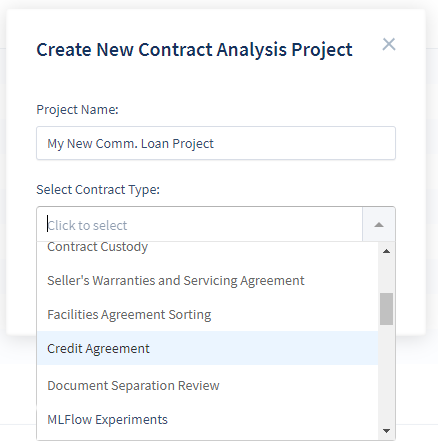 Create New Contract Analysis Project
Project Name:
My New Comm. Loan Project
Select Contract Type:
Click to select
Contract Custody
Seller's Warranties and Servicing Agreement
Facilities Agreement Sorting
Credit Agreement
Document Separation Review
MLFlow Experiments